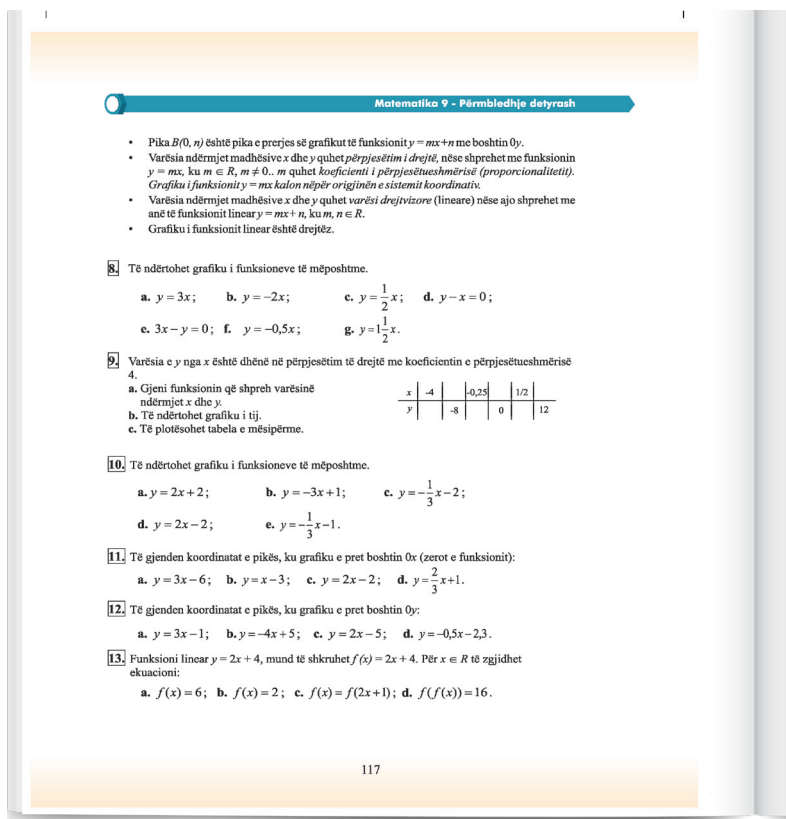 Matematika 9 - Përmbledhje detyrash
• Pika B(0, n) është pika e prerjes së grafikut të funksionit y = mx+n me boshtin 0y.
• Varësia ndërmjet madhësive x dhe y quhet përpjesëtim i drejtë, nëse shprehet me funksionin
y = mx, ku m ∈ R, m ≠ 0.. m quhet koeficienti i përpjesëtueshmërisë (proporcionalitetit).
Grafiku i funksionit y = mx kalon nëpër origjinën e sistemit koordinativ.
• Varësia ndërmjet madhësive x dhe y quhet varësi drejtvizore (lineare) nëse ajo shprehet me
anë të funksionit linear y = mx+ n, ku m, n ∈ R.
• Grafiku i funksionit linear është drejtëz.
8. Të ndërtohet grafiku i funksioneve të mëposhtme.
a. y = 3x; b. y = −2x; c. y = 1/2 x; d. y − x = 0;
e. 3x − y = 0; f. y = −0,5x; g. y = 1 1/2 x.
9. Varësia e y nga x është dhënë në përpjesëtim të drejtë me koeficientin e përpjesëtueshmërisë
4.
a. Gjeni funksionin që shpreh varësinë
ndërmjet x dhe y.
b. Të ndërtohet grafiku i tij.
c. Të plotësohet tabela e mësipërme.
x -4 -0,25 1/2
y -8 0 12
10. Të ndërtohet grafiku i funksioneve të mëposhtme.
a. y = 2x + 2; b. y = −3x + 1; c. y = −1/3 x − 2;
d. y = 2x − 2; e. y = −1/3 x − 1.
11. Të gjenden koordinatat e pikës, ku grafiku e pret boshtin 0x (zerot e funksionit):
a. y = 3x − 6; b. y = x − 3; c. y = 2x − 2; d. y = 2/3 x + 1.
12. Të gjenden koordinatat e pikës, ku grafiku e pret boshtin 0y:
a. y = 3x − 1; b. y = −4x + 5; c. y = 2x − 5; d. y = −0,5x − 2,3.
13. Funksioni linear y = 2x + 4, mund të shkruhet f (x) = 2x + 4. Për x ∈ R të zgjidhet
ekuacioni:
a. f(x) = 6; b. f(x) = 2; c. f(x) = f(2x+1); d. f(f(x)) = 16.
117